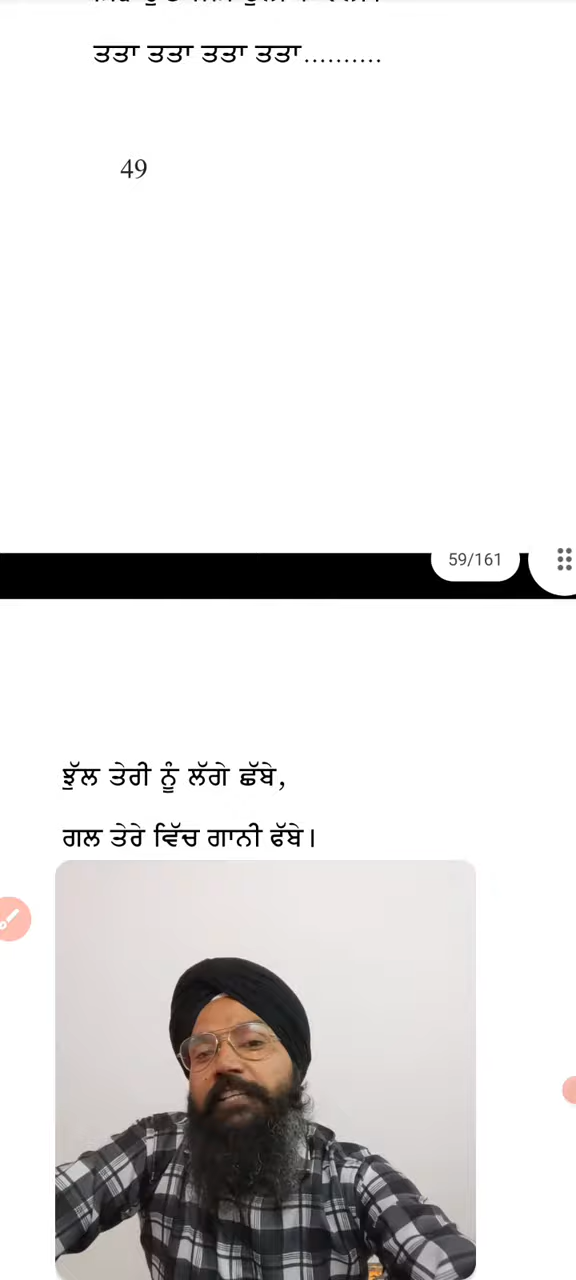 ਤਤਾ ਤਤਾ ਤਤਾ ਤਤਾ..........
49
59/161
ਝੁੱਲ ਤੇਰੀ ਨੂੰ ਲੱਗੇ ਛੱਬੇ,
ਗਲ ਤੇਰੇ ਵਿੱਚ ਗਾਨੀ ਫੱਬੇ।